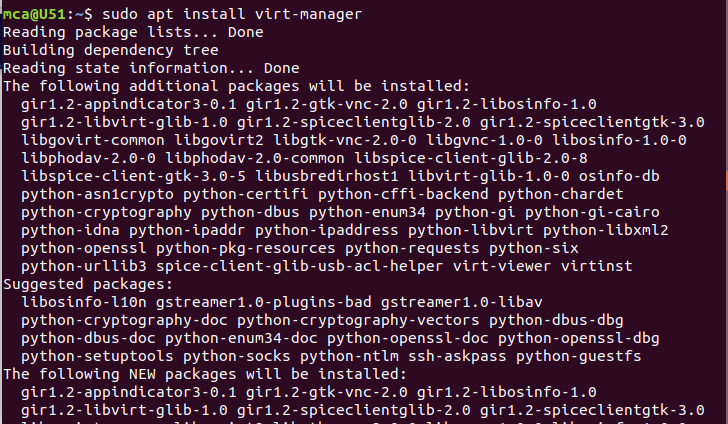 mca@U51:~$ sudo apt install virt-manager
Reading package lists... Done
Building dependency tree
Reading state information... Done
The following additional packages will be installed:
gir1.2-appindicator3-0.1 gir1.2-gtk-vnc-2.0 gir1.2-libosinfo-1.0
gir1.2-libvirt-glib-1.0 gir1.2-spiceclientglib-2.0 gir1.2-spiceclientgtk-3.0
libgovirt-common libgovirt2 libgtk-vnc-2.0-0 libgvnc-1.0-0 libosinfo-1.0-0
libphodav-2.0-0 libphodav-2.0-common libspice-client-glib-2.0-8
libspice-client-gtk-3.0-5 libusbredirhost1 libvirt-glib-1.0-0 osinfo-db
python-asn1crypto python-certifi python-cffi-backend python-chardet
python-cryptography python-dbus python-enum34 python-gi python-gi-cairo
python-idna python-ipaddr python-ipaddress python-libvirt python-libxml2
python-openssl python-pkg-resources python-requests python-six
python-urllib3 spice-client-glib-usb-acl-helper virt-viewer virtinst
Suggested packages:
libosinfo-l10n gstreamer1.0-plugins-bad gstreamer1.0-libav
python-cryptography-doc python-cryptography-vectors python-dbus-dbg
python-dbus-doc python-enum34-doc python-openssl-doc python-openssl-dbg
python-setuptools python-socks python-ntlm ssh-askpass python-guestfs
The following NEW packages will be installed:
gir1.2-appindicator3-0.1 gir1.2-gtk-vnc-2.0 gir1.2-libosinfo-1.0
gir1.2-libvirt-glib-1.0 gir1.2-spiceclientglib-2.0 gir1.2-spiceclientgtk-3.0